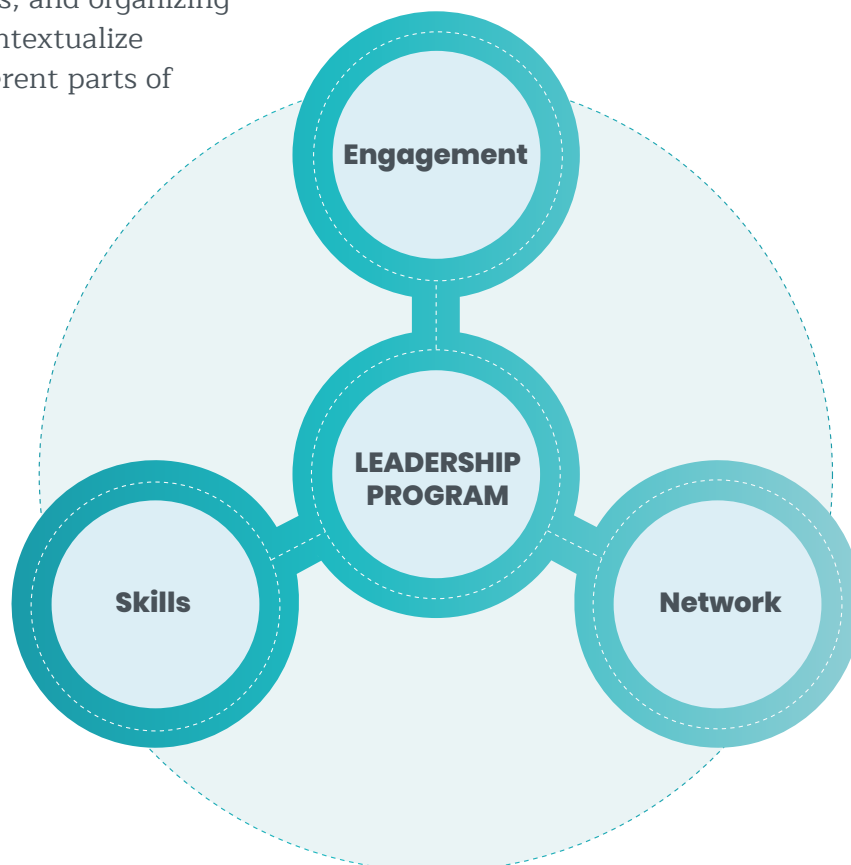 and organizing
ntextualize
erent parts of
Engagement
LEADERSHIP
PROGRAM
Skills
Network